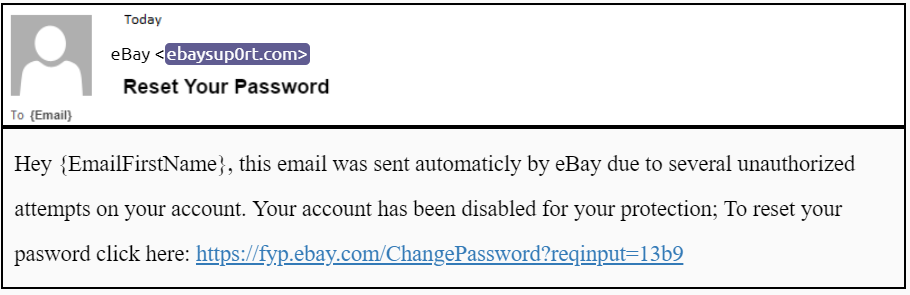 Today
eBay <ebaysup0rt.com>
Reset Your Password
To {Email}
Hey {EmailFirstName}, this email was sent automaticly by eBay due to several unauthorized
attempts on your account. Your account has been disabled for your protection; To reset your
pasword click here: https://fyp.ebay.com/ChangePassword?reqinput=13b9